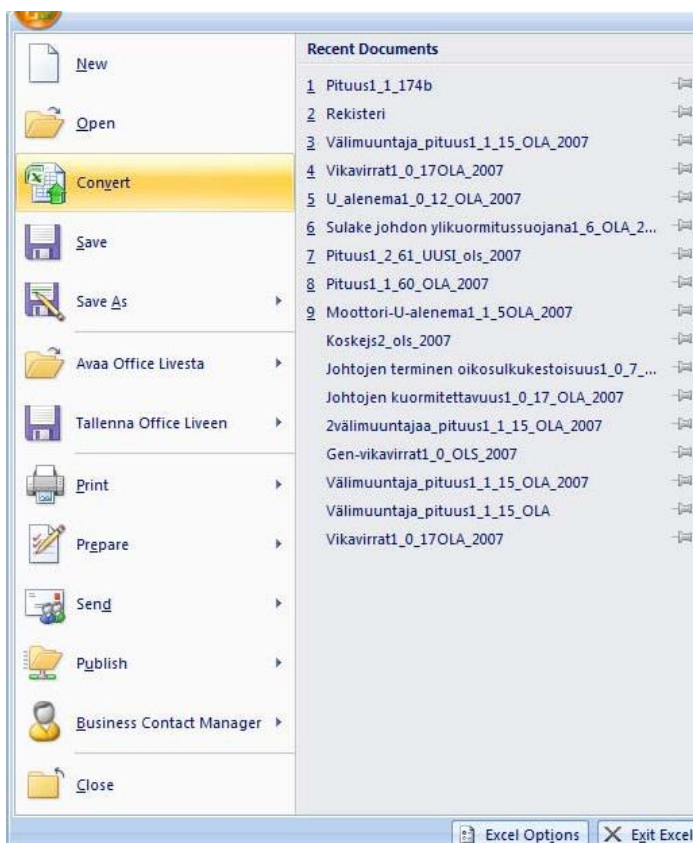 New
Open
Convert
Save
Save As
Avaa Office Livesta
Tallenna Office Liveen
Print
Prepare
Send
Publish
Business Contact Manager
Close
Recent Documents
1 Pituus1_1_174b
2 Rekisteri
3 Välimuuntaja_pituus1_1_15_OLA_2007
4 Vikavirrat1_0_17OLA_2007
5 U_alenema1_0_12_OLA_2007
6 Sulake johdon ylikuormitussuojana1_6_OLA_2...
7 Pituus1_2_61_UUSI_ols_2007
8 Pituus1_1_60_OLA_2007
9 Moottori-U-alenema1_1_5OLA_2007
Koskejs2_ols_2007
Johtojen terminen oikosulkukestoisuus1_0_7_...
Johtojen kuormitettavuus1_0_17_OLA_2007
2välimuuntajaa_pituus1_1_15_OLA_2007
Gen-vikavirrat1_0_OLS_2007
Välimuuntaja_pituus1_1_15_OLA_2007
Välimuuntaja_pituus1_1_15_OLA
Vikavirrat1_0_17OLA_2007
Excel Options
Exit Excel